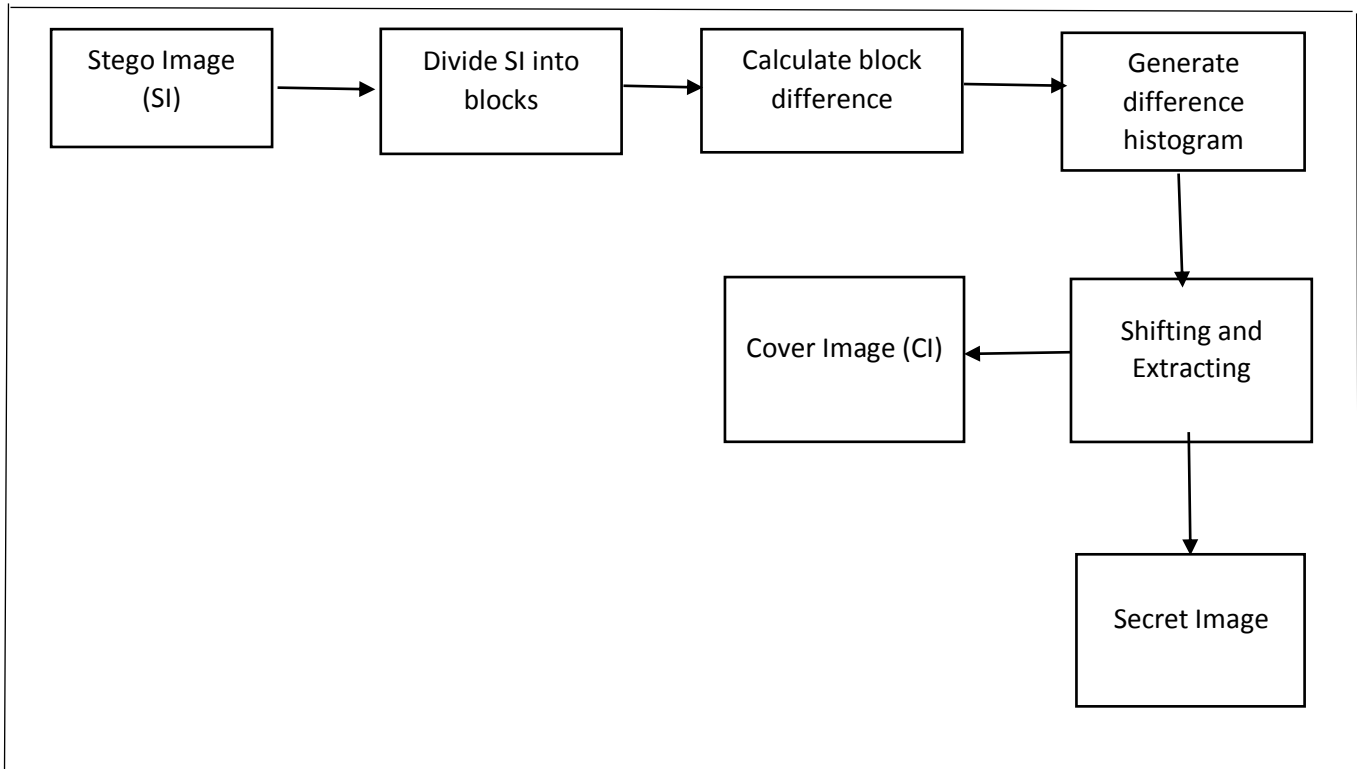 Stego Image
(SI)
Divide SI into
blocks
Calculate block
difference
Generate
difference
histogram
Cover Image (CI)
Shifting and
Extracting
Secret Image